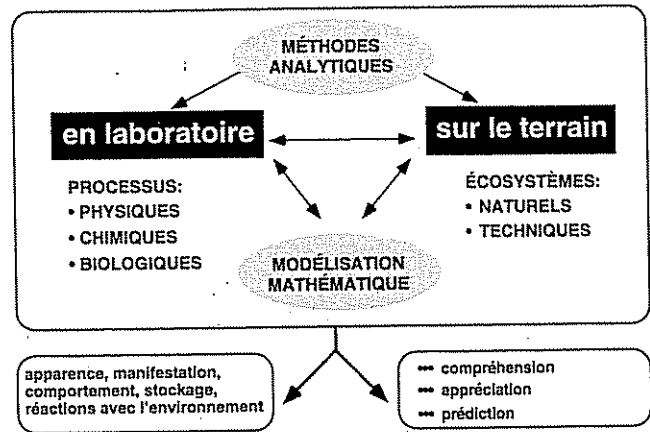 MÉTHODES
ANALYTIQUES
en laboratoire
sur le terrain
PROCESSUS:
• PHYSIQUES
• CHIMIQUES
• BIOLOGIQUES
ÉCOSYSTÈMES:
• NATURELS
• TECHNIQUES
MODÉLISATION
MATHÉMATIQUE
apparence, manifestation,
comportement, stockage,
réactions avec l'environnement
••• compréhension
••• appréciation
••• prédiction